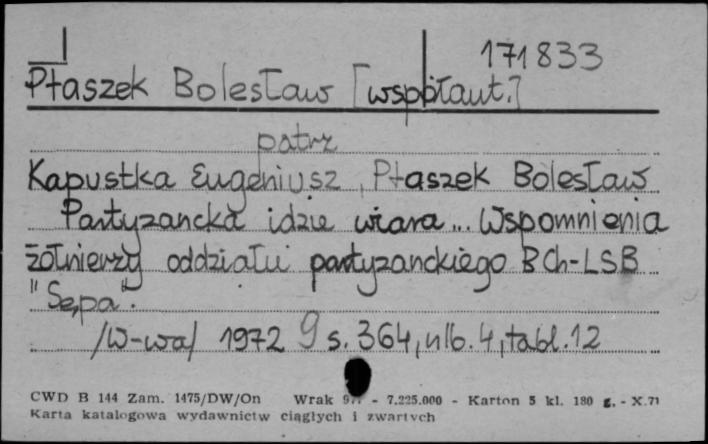 171833
Ptaszek Bolesław [współaut.]
patrz
Kapustka Eugeniusz, Ptaszek Bolesław
Partyzancka idzie wiara... Wspomnienia
żołnierzy oddziału partyzanckiego BCh-LSB
"Sępa".
/W-wa/ 1972 s. 364, nlb. 4, tabl. 12
CWD B 144 Zam. 1475/DW/On Wrak - 7.225.000 - Karton 5 kl. 180 g. - X.71
Karta katalogowa wydawnictw ciągłych i zwartych